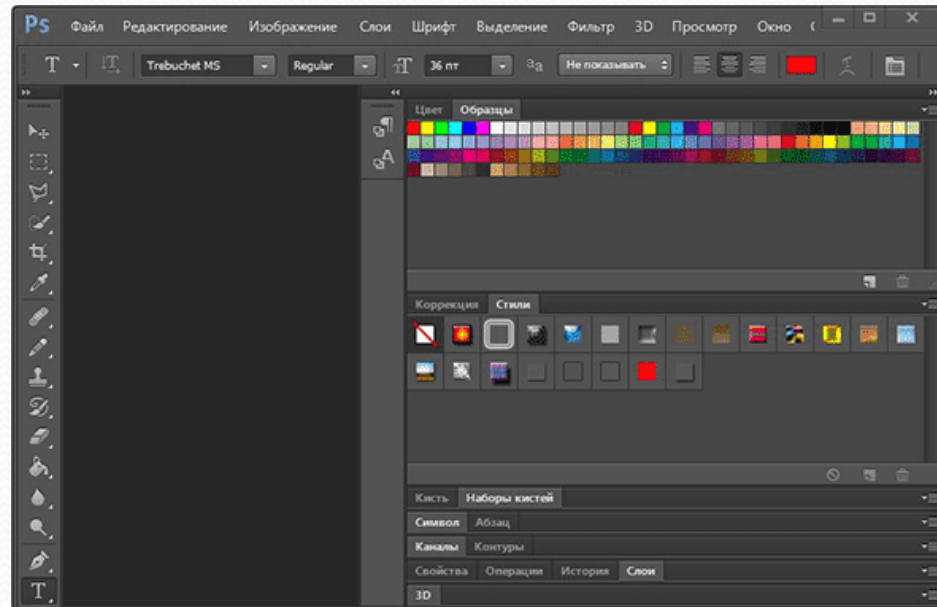 Ps Файл Редактирование Изображение Слои Шрифт Выделение Фильтр 3D Просмотр Окно
T Trebuchet MS Regular 36 пт Не показывать
Цвет Образцы
Коррекция Стили
Кисть Наборы кистей
Символ Абзац
Каналы Контуры
Свойства Операции История Слои
3D